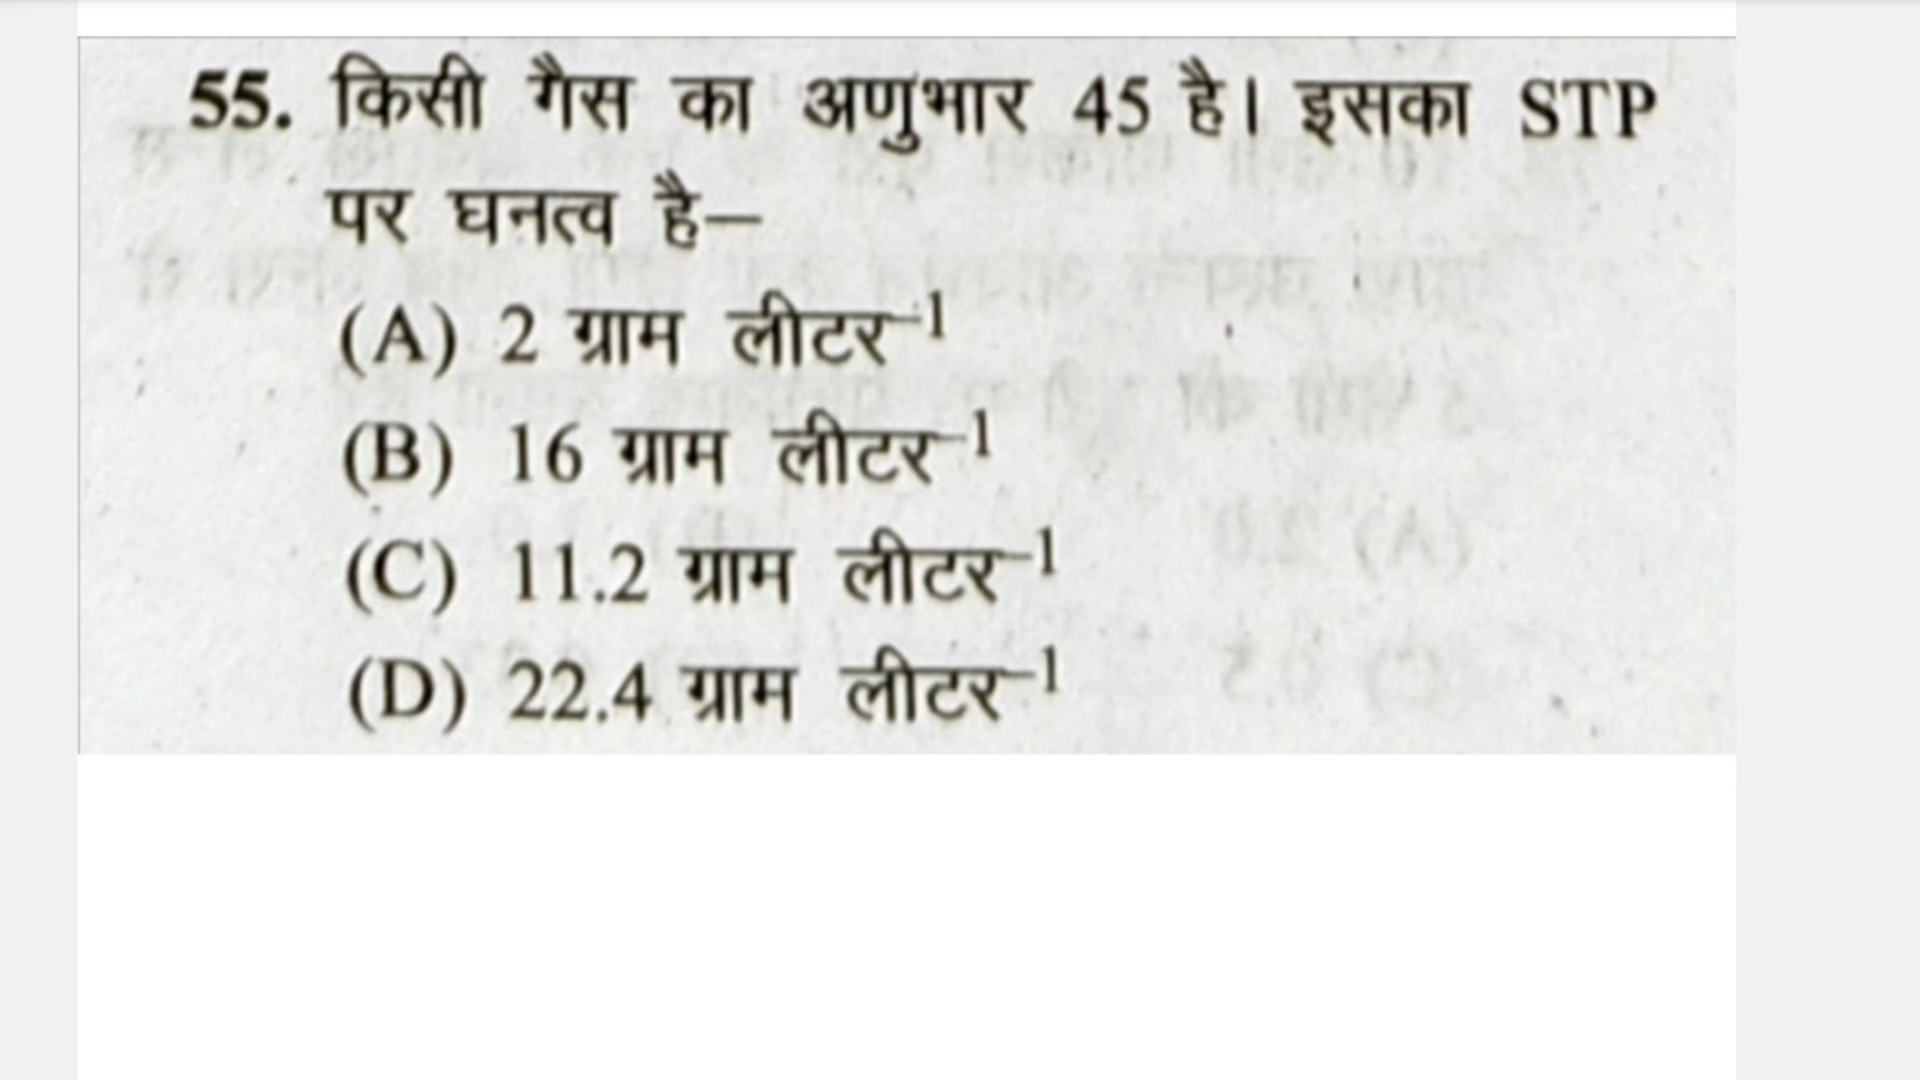 55. किसी गैस का अणुभार 45 है। इसका STP
पर घनत्व है–
(A) 2 ग्राम लीटर⁻¹
(B) 16 ग्राम लीटर⁻¹
(C) 11.2 ग्राम लीटर⁻¹
(D) 22.4 ग्राम लीटर⁻¹